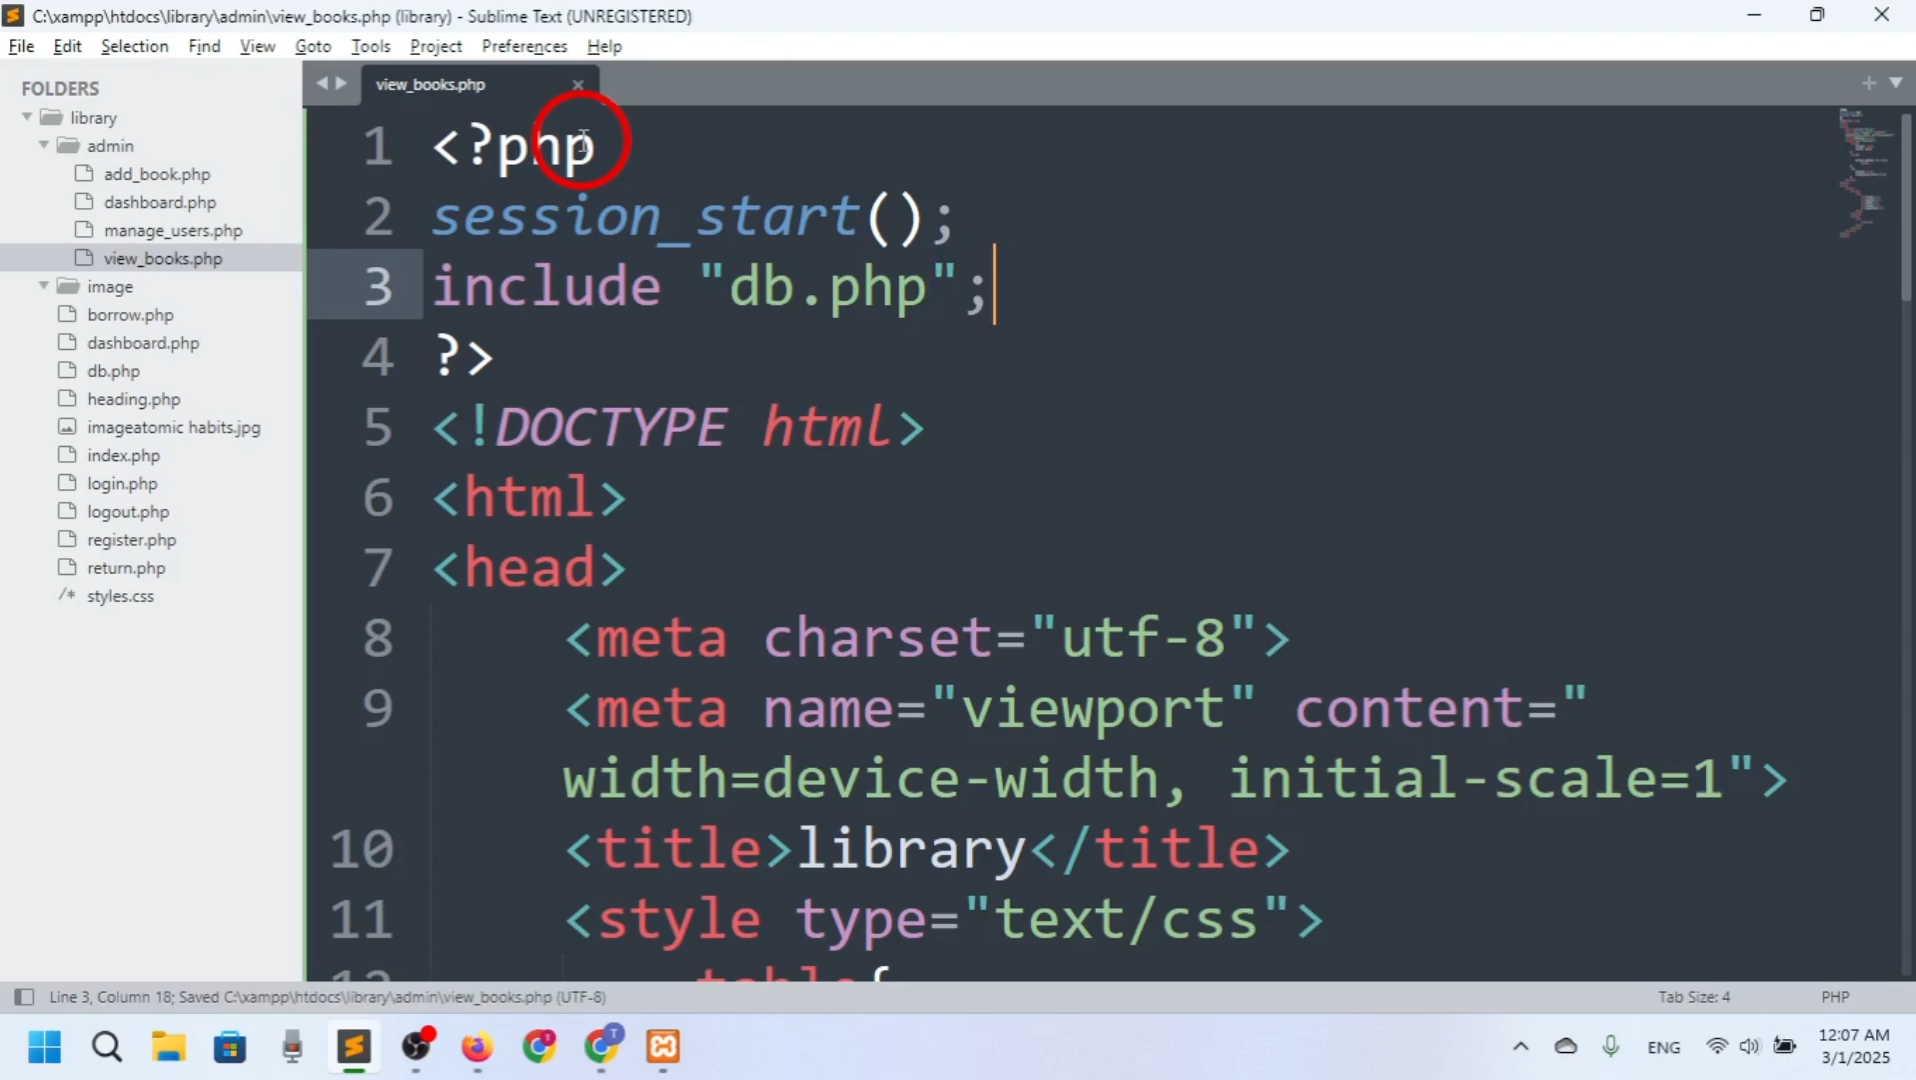 C:\xampp\htdocs\library\admin\view_books.php (library) - Sublime Text (UNREGISTERED)
File Edit Selection Find View Goto Tools Project Preferences Help
FOLDERS
library
admin
add_book.php
dashboard.php
manage_users.php
view_books.php
image
borrow.php
dashboard.php
db.php
heading.php
imageatomic habits.jpg
index.php
login.php
logout.php
register.php
return.php
/* styles.css
view_books.php
1 <?php
2 session_start();
3 include "db.php";
4 ?>
5 <!DOCTYPE html>
6 <html>
7 <head>
8 <meta charset="utf-8">
9 <meta name="viewport" content="
width=device-width, initial-scale=1">
10 <title>library</title>
11 <style type="text/css">
12 table{
Line 3, Column 18; Saved C:\xampp\htdocs\library\admin\view_books.php (UTF-8)
Tab Size: 4 PHP
ENG
12:07 AM
3/1/2025